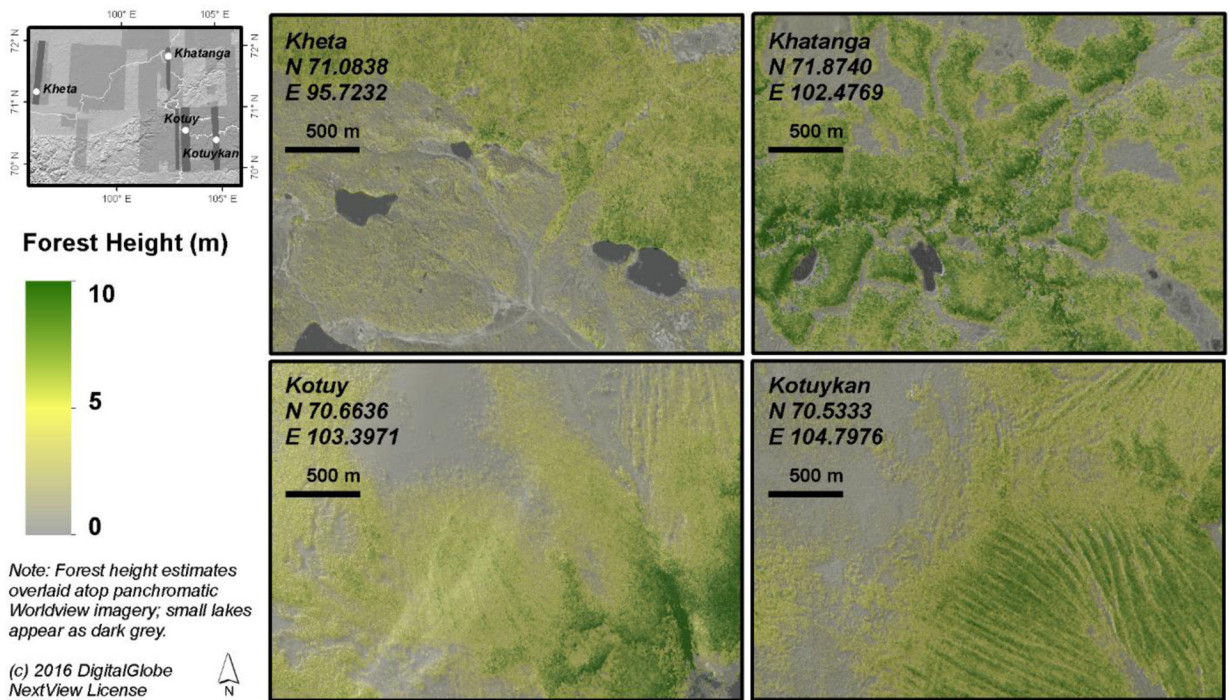 100° E
105° E
72° N
72° N
Khatanga
Kheta
71° N
71° N
Kotuy
Kotuykan
70° N
70° N
100° E
105° E
Forest Height (m)
10
5
0
Note: Forest height estimates
overlaid atop panchromatic
Worldview imagery; small lakes
appear as dark grey.
(c) 2016 DigitalGlobe
NextView License
N
Kheta
N 71.0838
E 95.7232
500 m
Khatanga
N 71.8740
E 102.4769
500 m
Kotuy
N 70.6636
E 103.3971
500 m
Kotuykan
N 70.5333
E 104.7976
500 m